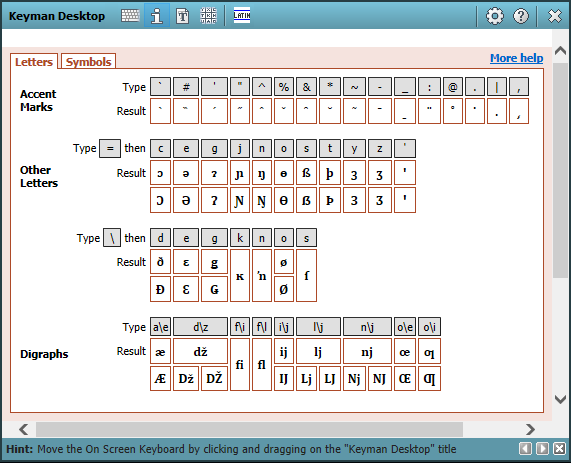 Keyman Desktop
LATIN
Letters Symbols More help
Accent Marks
Type ` # ' " ^ % & * ~ - _ : @ . | ,
Other Letters
Type = then c e g j n o s t y z '
Result ɔ ə ɂ ɲ ŋ ɵ ß þ ȝ ʒ '
Ɔ Ə Ɂ Ɲ Ŋ Ɵ ẞ Þ Ȝ Ʒ '
Type \ then d e g k n o s
Result ð ɛ ǥ ĸ ŉ ø ſ
Đ Ɛ Ǥ Ø
Digraphs
Type a\e d\z f\i f\l i\j l\j n\j o\e o\i
Result æ dž fi fl ij lj nj œ ƣ
Æ Dž DŽ IJ Lj LJ Nj NJ Œ Ƣ
Hint: Move the On Screen Keyboard by clicking and dragging on the "Keyman Desktop" title